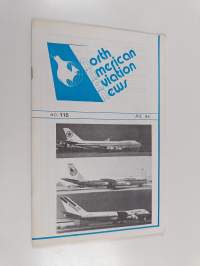 orth
merican
viation
ews
NO 115